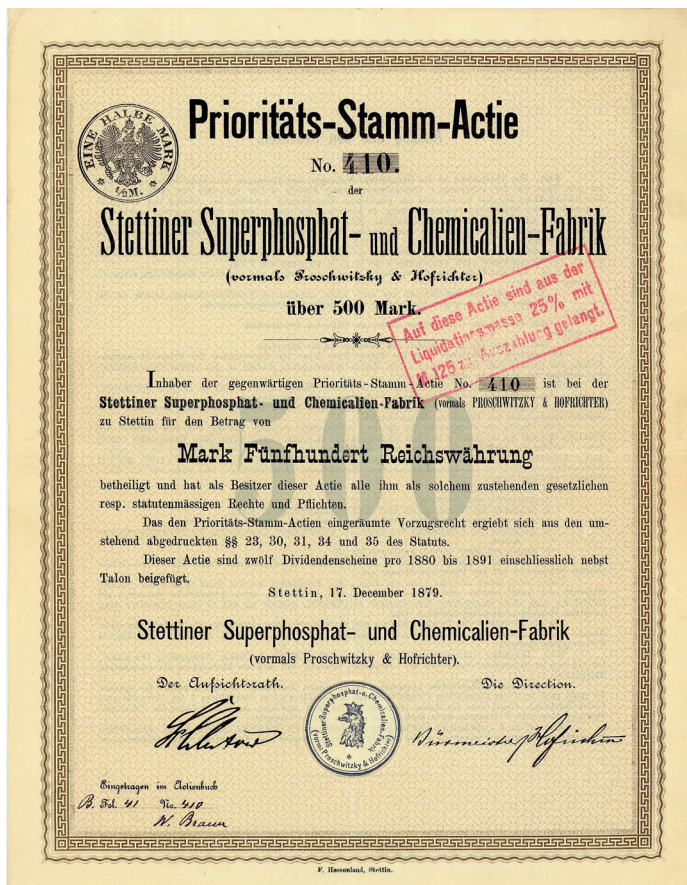 EINE HALBE MARK
½M.
Prioritäts-Stamm-Actie
No. 410.
der
Stettiner Superphosphat- und Chemicalien-Fabrik
(vormals Proschwitzky & Hofrichter)
über 500 Mark.
Auf diese Actie sind aus der
Liquidationsmasse 25% mit
M. 125 zur Auszahlung gelangt.
500
Inhaber der gegenwärtigen Prioritäts-Stamm-Actie No. 410 ist bei der
Stettiner Superphosphat- und Chemicalien-Fabrik (vormals PROSCHWITZKY & HOFRICHTER)
zu Stettin für den Betrag von
Mark Fünfhundert Reichswährung
betheiligt und hat als Besitzer dieser Actie alle ihm als solchem zustehenden gesetzlichen
resp. statutenmässigen Rechte und Pflichten.
Das den Prioritäts-Stamm-Actien eingeräumte Vorzugsrecht ergiebt sich aus den um-
stehend abgedruckten §§ 23, 30, 31, 34 und 35 des Statuts.
Dieser Actie sind zwölf Dividendenscheine pro 1880 bis 1891 einschliesslich nebst
Talon beigefügt.
Stettin, 17. December 1879.
Stettiner Superphosphat- und Chemicalien-Fabrik
(vormals Proschwitzky & Hofrichter).
Der Aufsichtsrath.
Die Direction.
Stettiner Superphosphat-u. Chemicalien-Fabrik
(vorm. Proschwitzky & Hofrichter)
Hofrichter
Eingetragen im Actienbuch
B. Fol. 41 No. 410
W. Braun
F. Hessenland, Stettin.